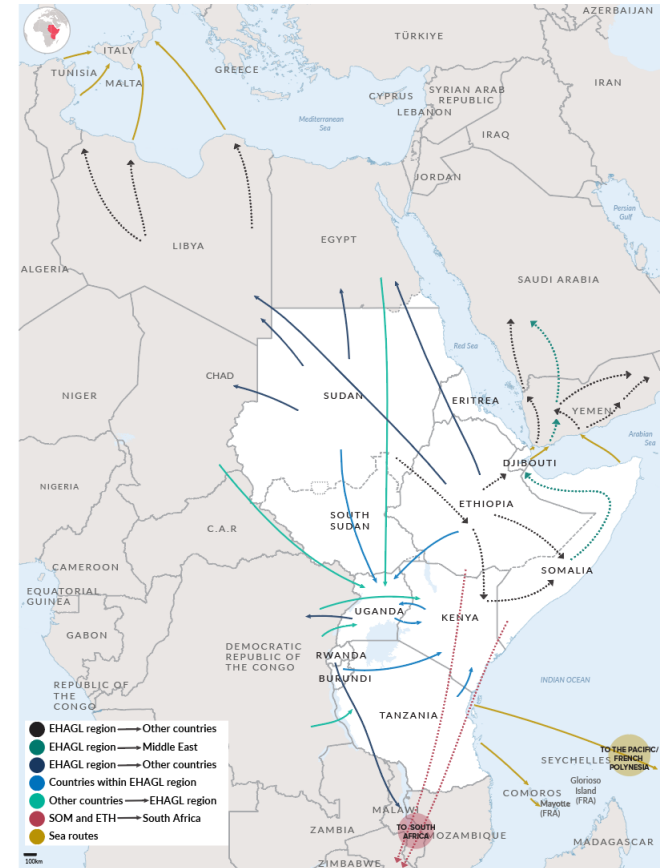 AZERBAIJAN
TÜRKIYE
ITALY
TUNISIA
MALTA
GREECE
CYPRUS
SYRIAN ARAB
REPUBLIC
LEBANON
IRAN
IRAQ
Mediterranean
Sea
JORDAN
Persian
Gulf
LIBYA
EGYPT
ALGERIA
SAUDI ARABIA
Red Sea
CHAD
NIGER
SUDAN
ERITREA
YEMEN
Arabian
Sea
DJIBOUTI
NIGERIA
ETHIOPIA
SOUTH
SUDAN
C.A.R
CAMEROON
SOMALIA
EQUATORIAL
GUINEA
UGANDA
KENYA
GABON
DEMOCRATIC
REPUBLIC OF
THE CONGO
RWANDA
BURUNDI
REPUBLIC OF
THE
CONGO
INDIAN OCEAN
TANZANIA
EHAGL region Other countries
EHAGL region Middle East
EHAGL region Other countries
Countries within EHAGL region
Other countries EHAGL region
SOM and ETH South Africa
Sea routes
SEYCHELLES
TO THE PACIFIC/
FRENCH
POLYNESIA
COMOROS
Mayotte
(FRA)
Glorioso
Island
(FRA)
MALAWI
TO SOUTH
AFRICA
MOZAMBIQUE
ZAMBIA
MADAGASCAR
ZIMBABWE
100km